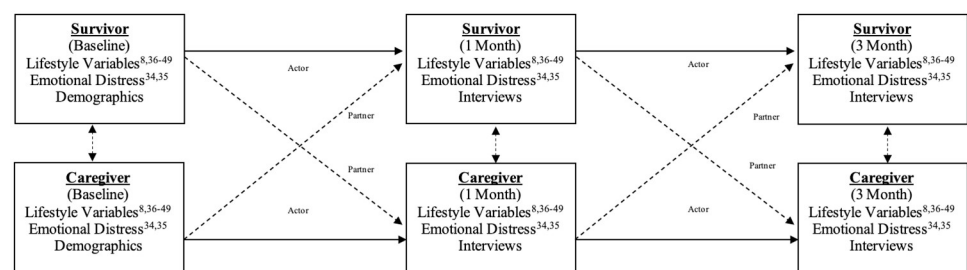 Survivor
(Baseline)
Lifestyle Variables8,36-49
Emotional Distress34,35
Demographics
Survivor
(1 Month)
Lifestyle Variables8,36-49
Emotional Distress34,35
Interviews
Survivor
(3 Month)
Lifestyle Variables8,36-49
Emotional Distress34,35
Interviews
Actor
Actor
Partner
Partner
Partner
Partner
Caregiver
(Baseline)
Lifestyle Variables8,36-49
Emotional Distress34,35
Demographics
Caregiver
(1 Month)
Lifestyle Variables8,36-49
Emotional Distress34,35
Interviews
Caregiver
(3 Month)
Lifestyle Variables8,36-49
Emotional Distress34,35
Interviews
Actor
Actor